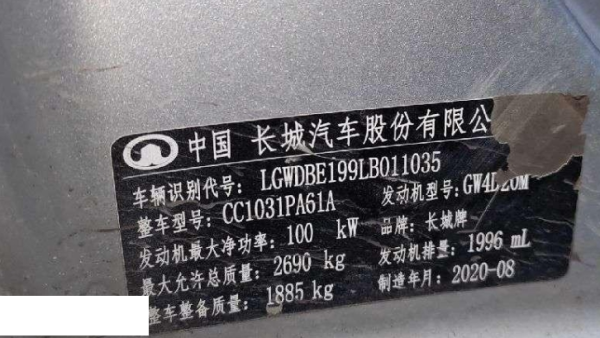 中国 长城汽车股份有限公
车辆识别代号: LGWDBE199LB011035
整车型号: CC1031PA61A 发动机型号: GW4D20M
发动机最大净功率: 100 kW 品牌: 长城牌
最大允许总质量: 2690 kg 发动机排量: 1996 mL
整车整备质量: 1885 kg 制造年月: 2020-08